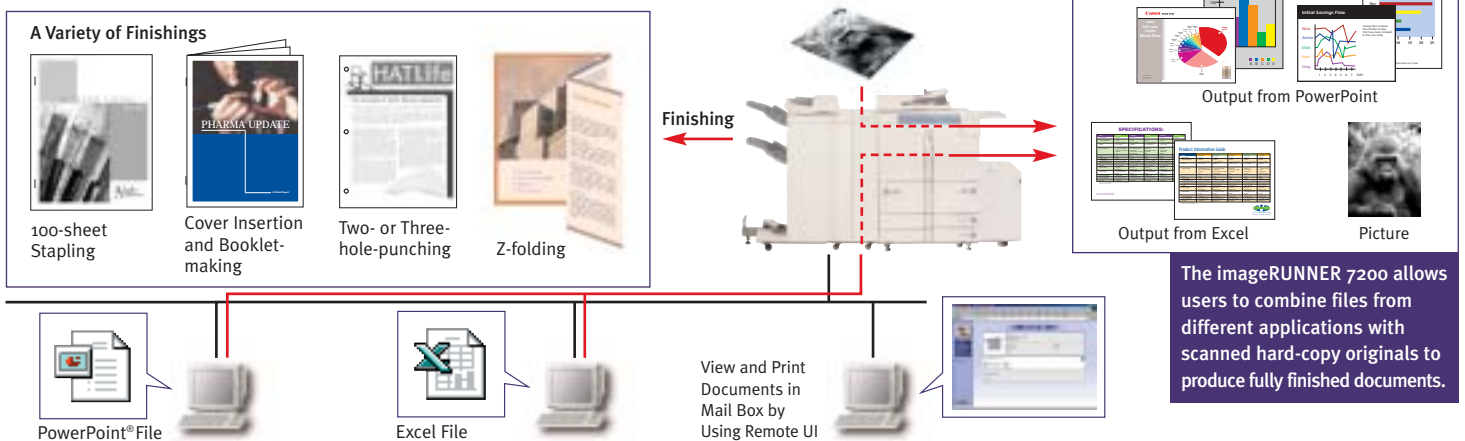 A Variety of Finishings
HATLife
PHARMA UPDATE
100-sheet
Stapling
Cover Insertion
and Booklet-
making
Two- or Three-
hole-punching
Z-folding
Finishing
Canon
Initial Savings Flow
Output from PowerPoint
SPECIFICATIONS:
Product Information Guide
Output from Excel
Picture
The imageRUNNER 7200 allows
users to combine files from
different applications with
scanned hard-copy originals to
produce fully finished documents.
PowerPoint® File
Excel File
View and Print
Documents in
Mail Box by
Using Remote UI